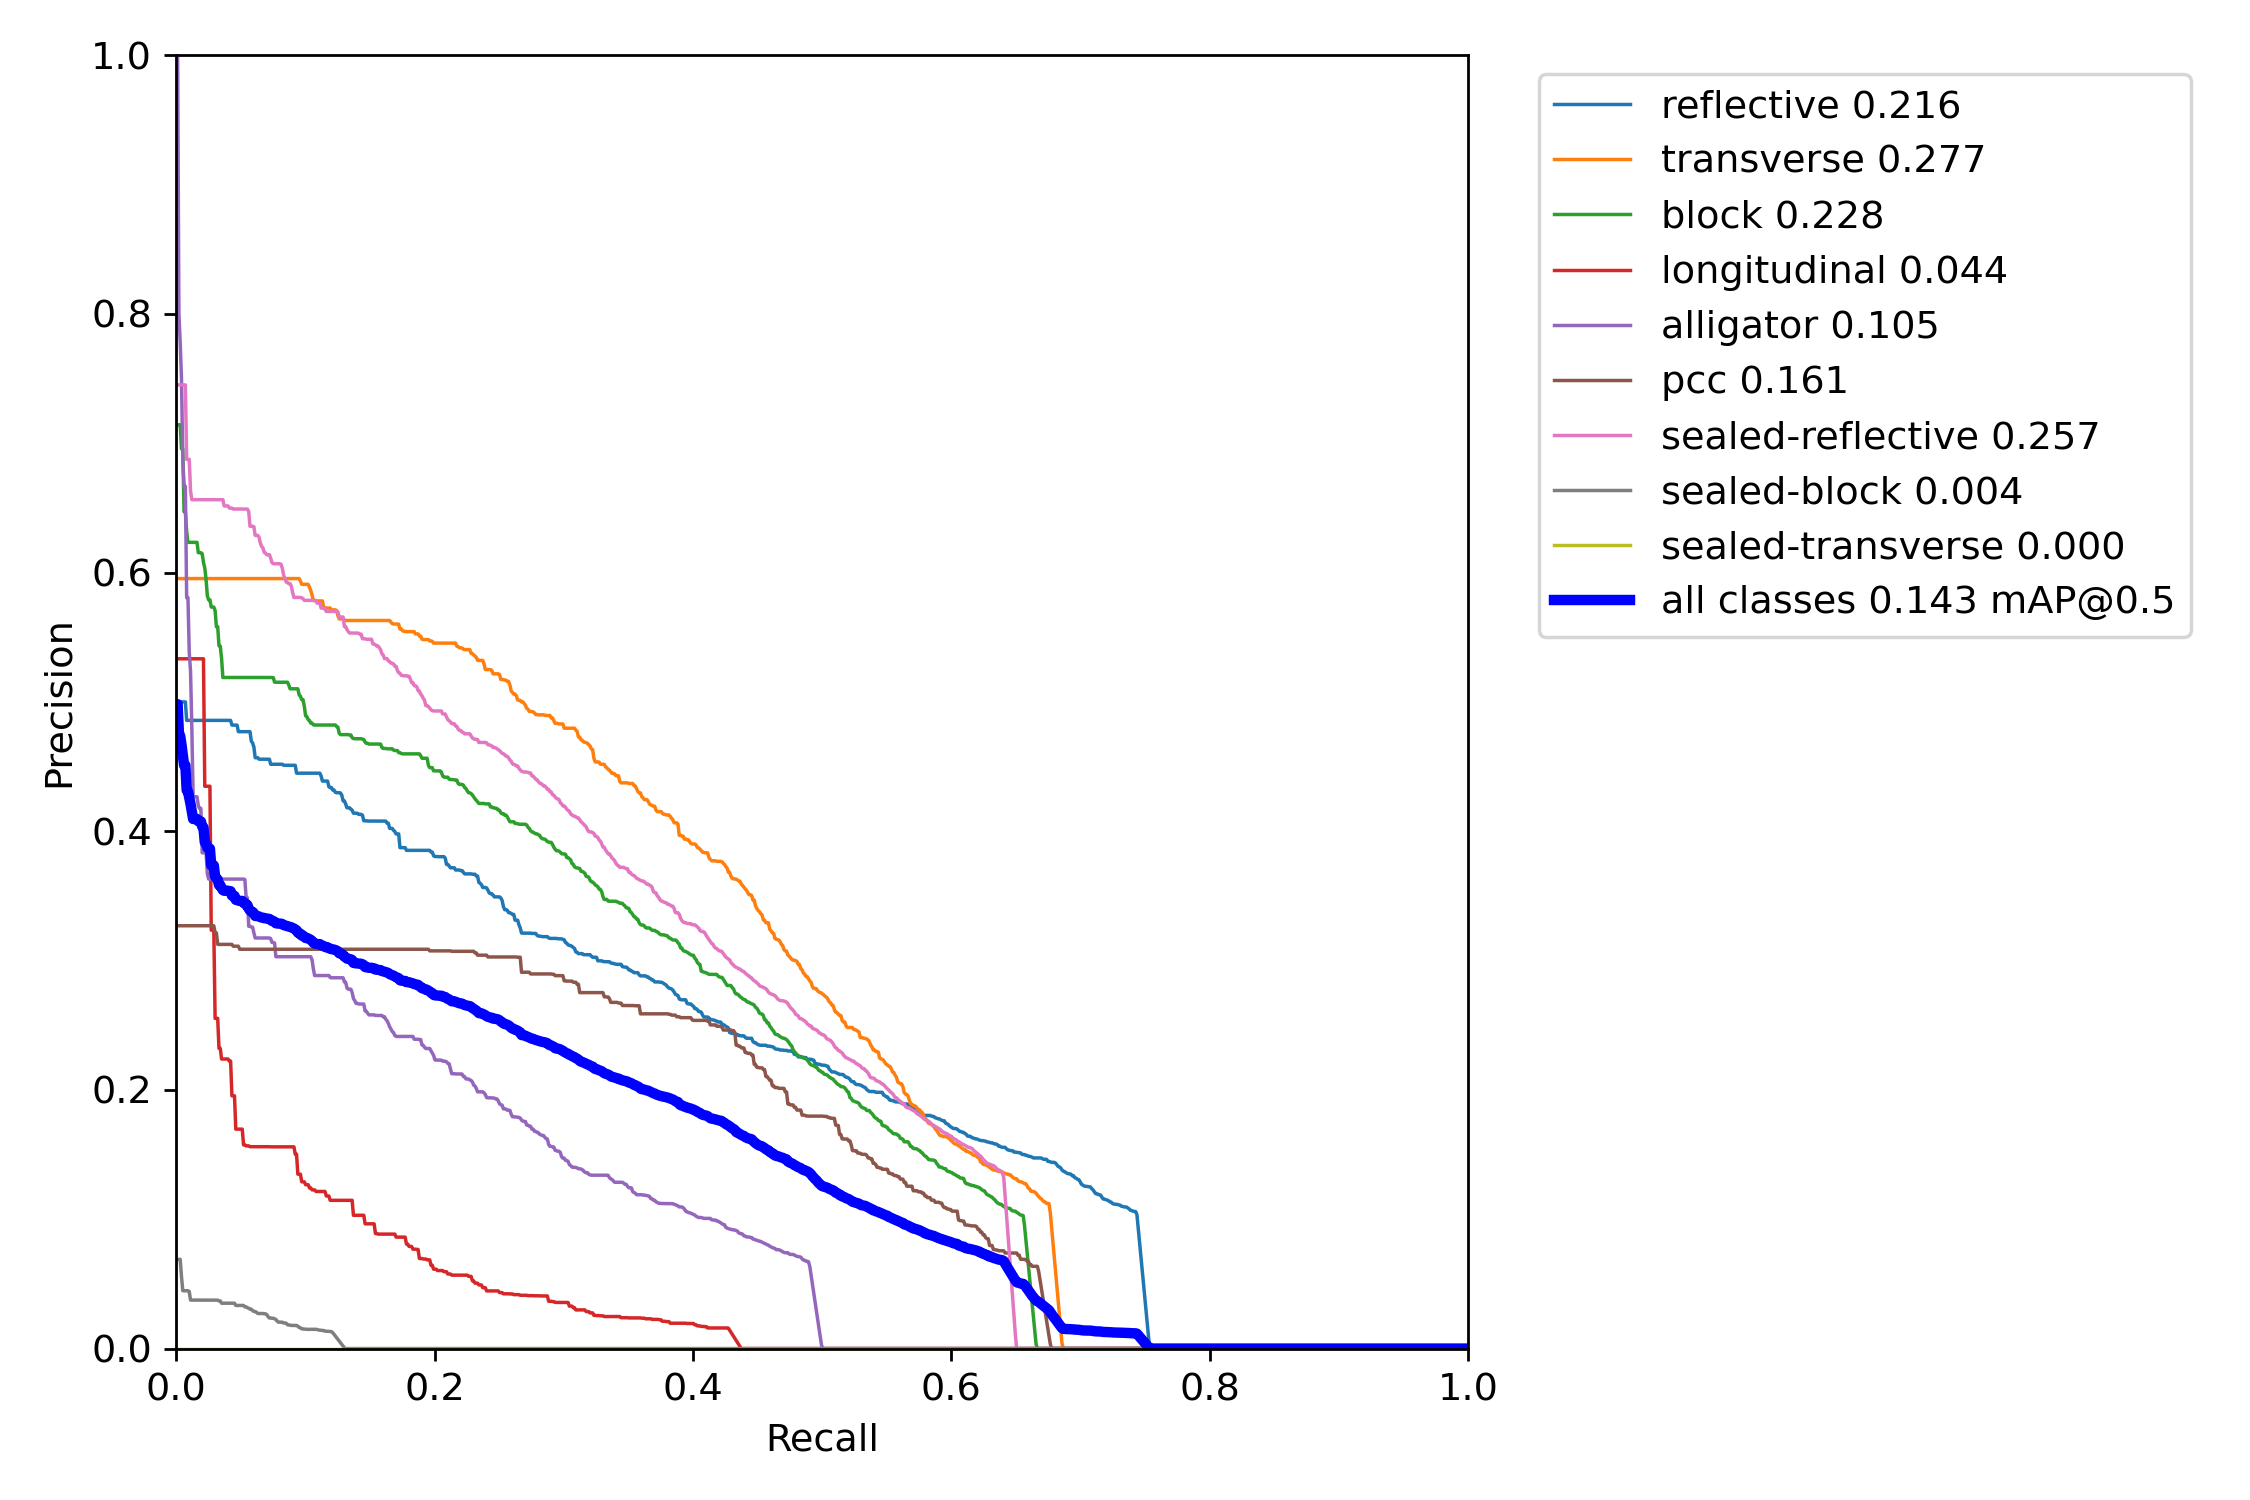 1.0
0.8
0.6
0.4
0.2
0.0
Precision
0.0 0.2 0.4 0.6 0.8 1.0
Recall
reflective 0.216
transverse 0.277
block 0.228
longitudinal 0.044
alligator 0.105
pcc 0.161
sealed-reflective 0.257
sealed-block 0.004
sealed-transverse 0.000
all classes 0.143 mAP@0.5